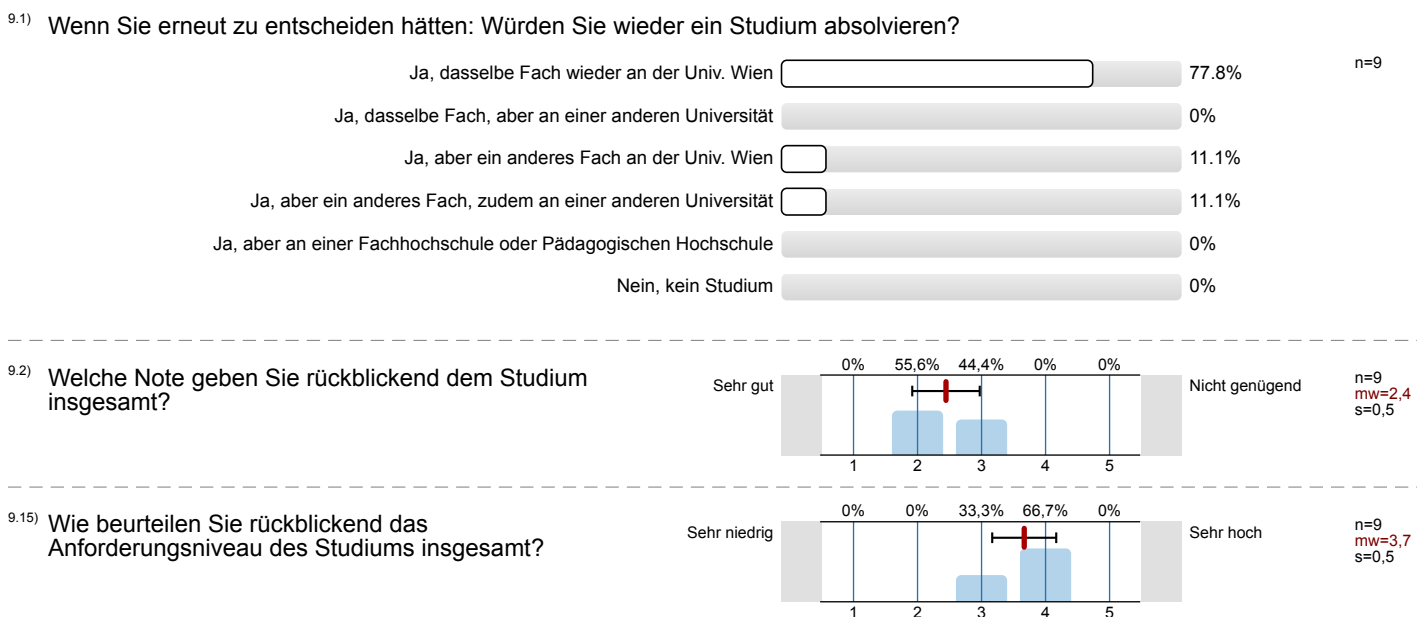 9.1) Wenn Sie erneut zu entscheiden hätten: Würden Sie wieder ein Studium absolvieren?
Ja, dasselbe Fach wieder an der Univ. Wien 77.8% n=9
Ja, dasselbe Fach, aber an einer anderen Universität 0%
Ja, aber ein anderes Fach an der Univ. Wien 11.1%
Ja, aber ein anderes Fach, zudem an einer anderen Universität 11.1%
Ja, aber an einer Fachhochschule oder Pädagogischen Hochschule 0%
Nein, kein Studium 0%
9.2) Welche Note geben Sie rückblickend dem Studium
insgesamt?
0% 55,6% 44,4% 0% 0%
Sehr gut Nicht genügend
1 2 3 4 5
n=9
mw=2,4
s=0,5
9.15) Wie beurteilen Sie rückblickend das
Anforderungsniveau des Studiums insgesamt?
0% 0% 33,3% 66,7% 0%
Sehr niedrig Sehr hoch
1 2 3 4 5
n=9
mw=3,7
s=0,5